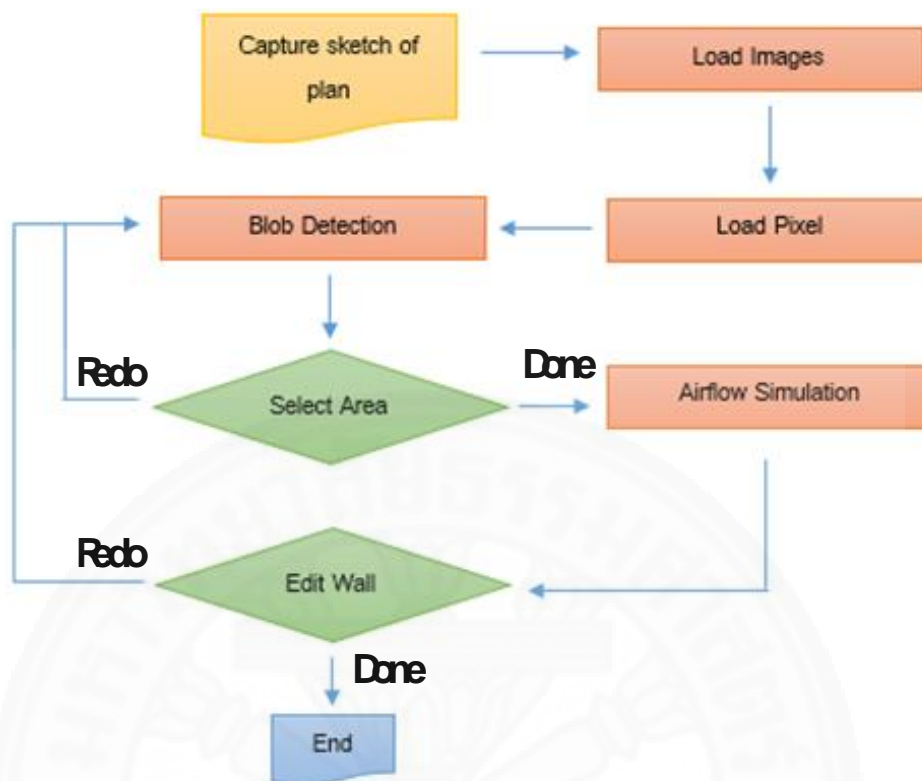 Capture sketch of
plan
Load Images
Blob Detection
Load Pixel
Redo
Done
Select Area
Airflow Simulation
Redo
Edit Wall
Done
End